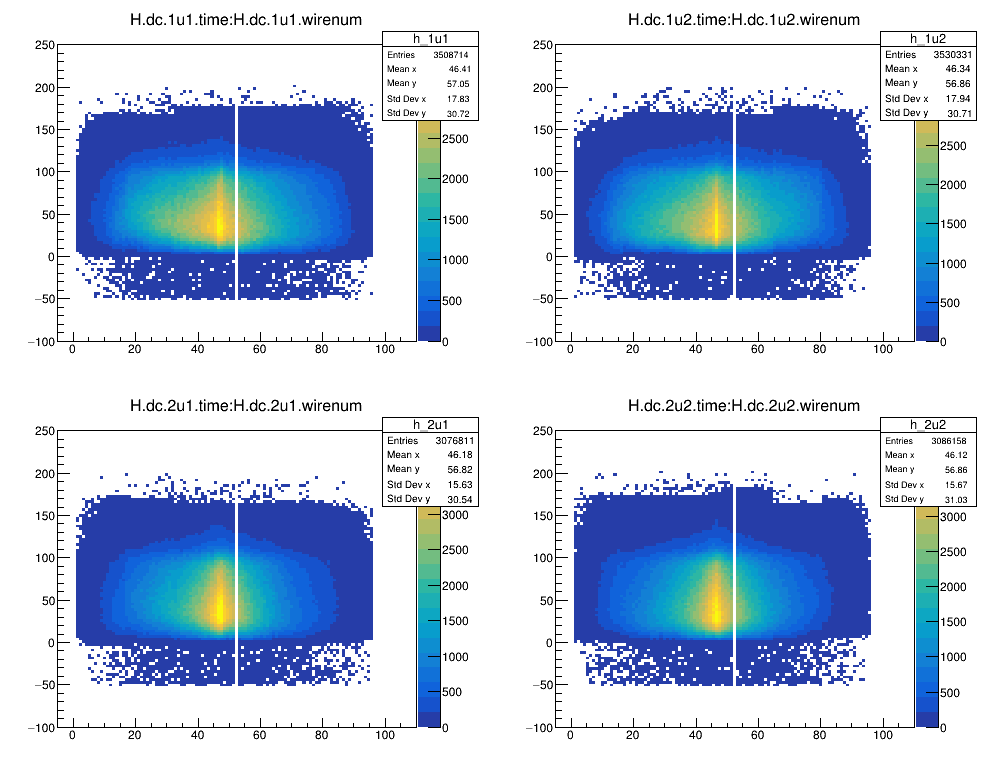 H.dc.1u1.time:H.dc.1u1.wirenum
h_1u1
Entries 3508714
Mean x 46.41
Mean y 57.05
Std Dev x 17.83
Std Dev y 30.72
250
200
150
100
50
0
−50
−100
0 20 40 60 80 100
2500
2000
1500
1000
500
0
H.dc.1u2.time:H.dc.1u2.wirenum
h_1u2
Entries 3530331
Mean x 46.34
Mean y 56.86
Std Dev x 17.94
Std Dev y 30.71
250
200
150
100
50
0
−50
−100
0 20 40 60 80 100
2500
2000
1500
1000
500
0
H.dc.2u1.time:H.dc.2u1.wirenum
h_2u1
Entries 3076811
Mean x 46.18
Mean y 56.82
Std Dev x 15.63
Std Dev y 30.54
250
200
150
100
50
0
−50
−100
0 20 40 60 80 100
3000
2500
2000
1500
1000
500
0
H.dc.2u2.time:H.dc.2u2.wirenum
h_2u2
Entries 3086158
Mean x 46.12
Mean y 56.86
Std Dev x 15.67
Std Dev y 31.03
250
200
150
100
50
0
−50
−100
0 20 40 60 80 100
3000
2500
2000
1500
1000
500
0